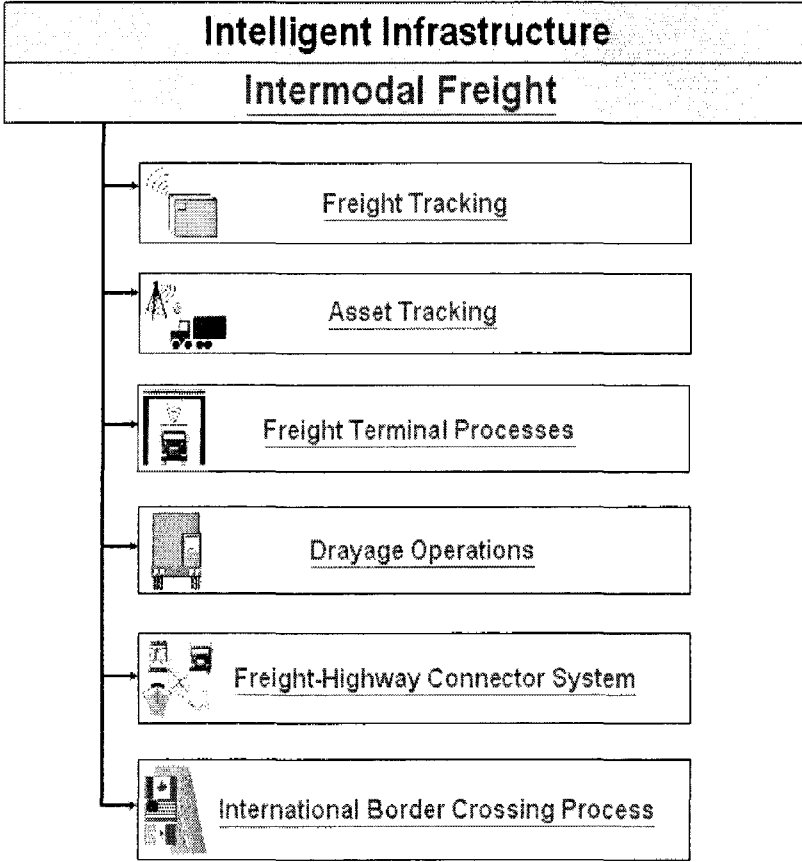 Intelligent Infrastructure
Intermodal Freight
Freight Tracking
Asset Tracking
Freight Terminal Processes
Drayage Operations
Freight-Highway Connector System
International Border Crossing Process